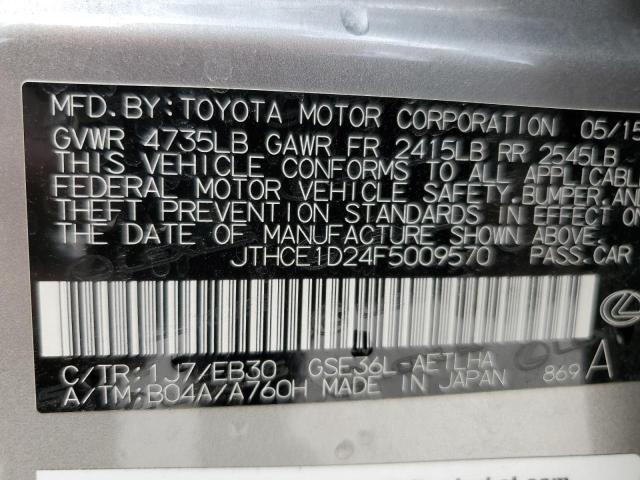 MFD. BY: TOYOTA MOTOR CORPORATION 05/15
GVWR 4735LB GAWR FR 2415LB RR 2545LB
THIS VEHICLE CONFORMS TO ALL APPLICABLE
FEDERAL MOTOR VEHICLE SAFETY. BUMPER. AND
THEFT PREVENTION STANDARDS IN EFFECT ON
THE DATE OF MANUFACTURE SHOWN ABOVE.
JTHCE1D24F5009570 PASS. CAR
C/TR: 1J7/EB30 GSE36L-AETLHA
A/TM: B04A/A760H MADE IN JAPAN 869 A